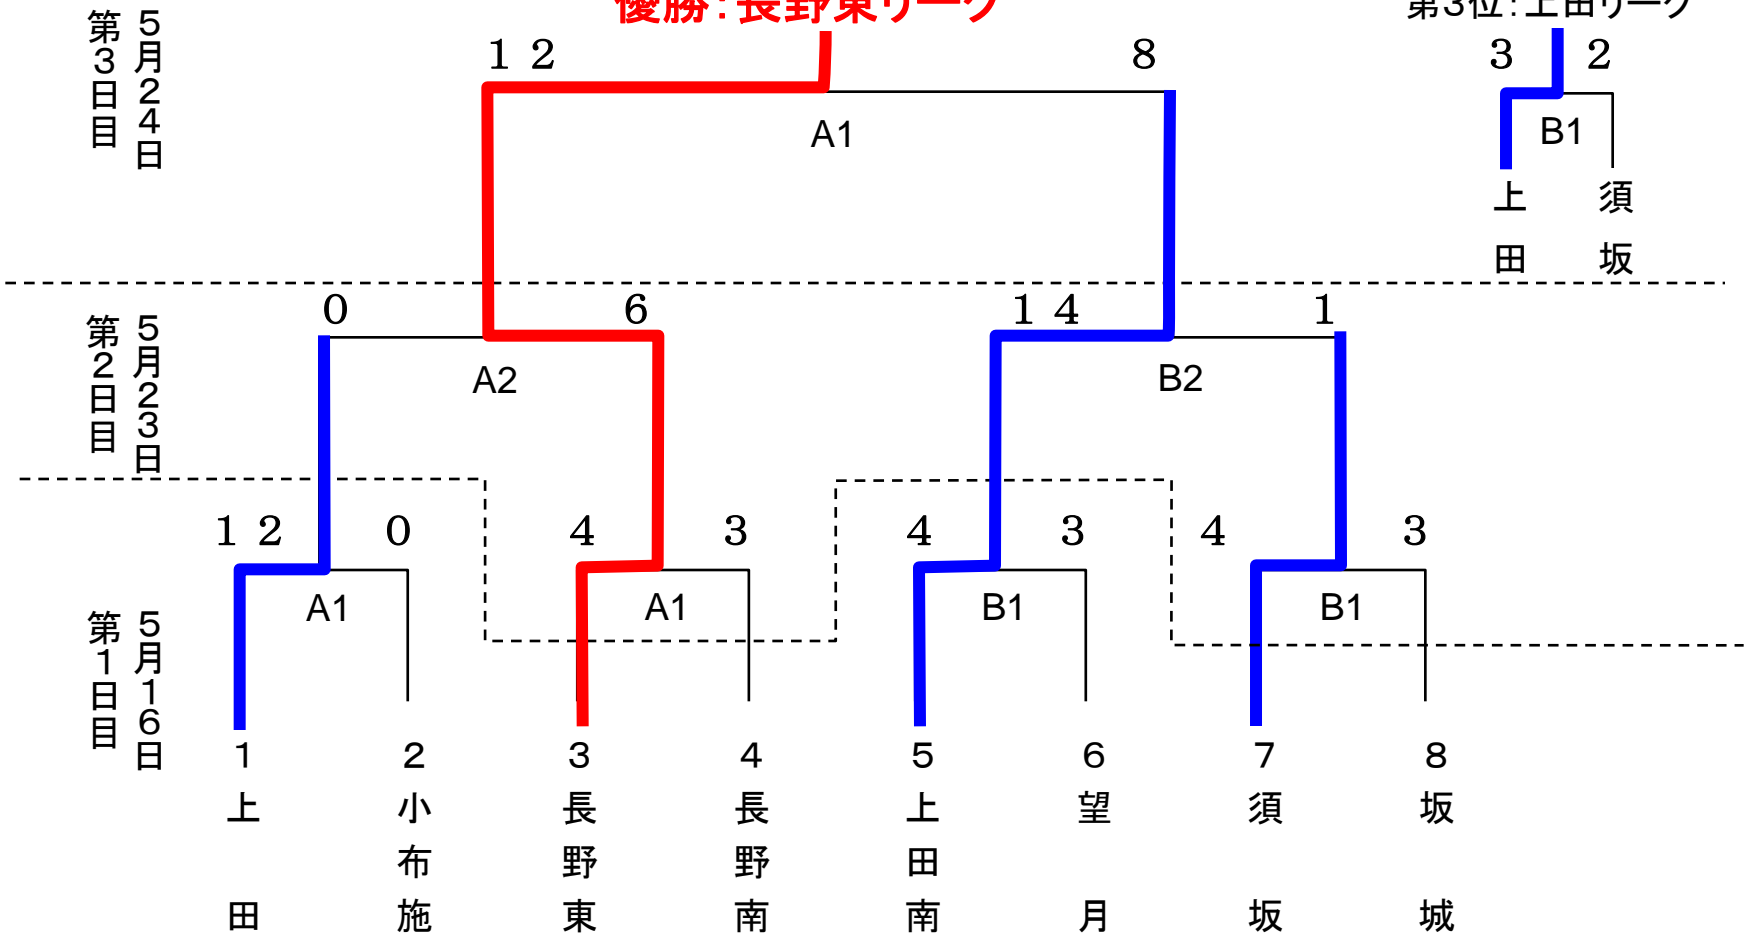 優勝：長野東リーグ
第３位：上田リーグ
第３日目
５月２４日
１２
８
A1
３
２
B1
上田
須坂
第２日目
５月２３日
０
６
A2
１４
１
B2
第１日目
５月１６日
１２
０
A1
４
３
A1
４
３
B1
４
３
B1
１
２
３
４
５
６
７
８
上田
小布施
長野東
長野南
上田南
望月
須坂
坂城